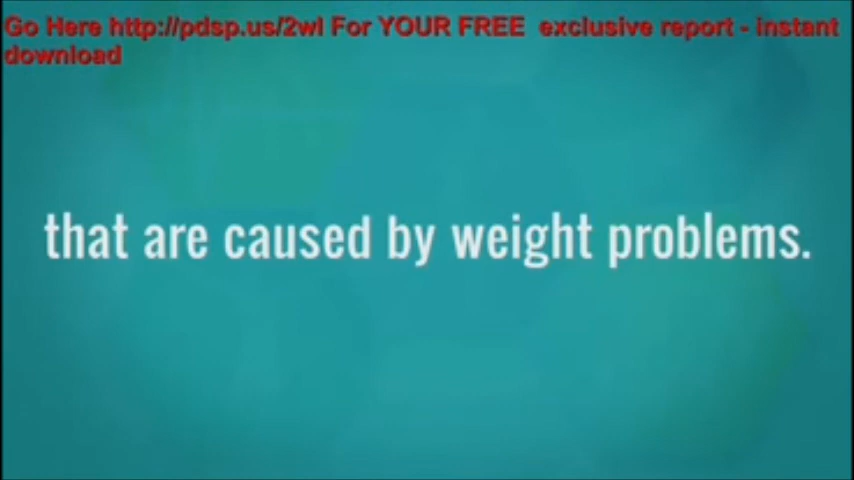 Go Here http://pdsp.us/2wl For YOUR FREE exclusive report - instant
download
that are caused by weight problems.